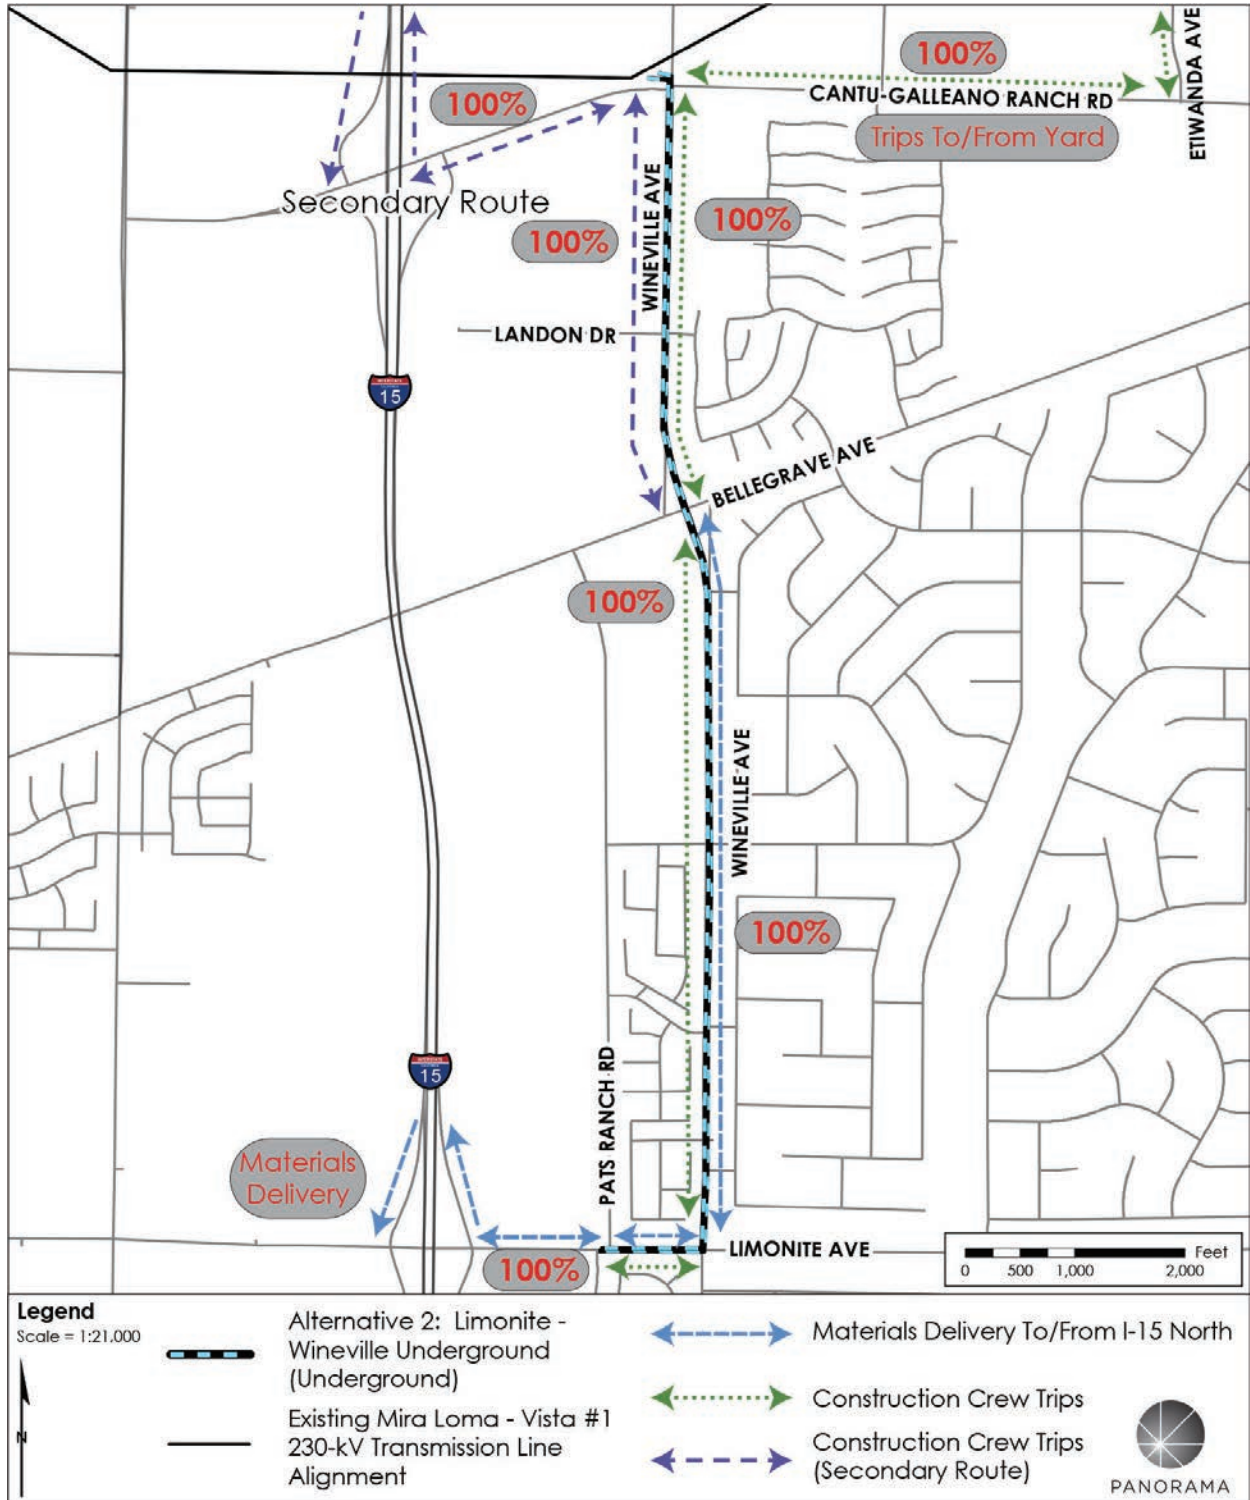 100%
ETIWANDA AVE
100%
CANTU-GALLEANO RANCH RD
Trips To/From Yard
Secondary Route
WINEVILLE AVE
100%
100%
LANDON DR
INTERSTATE
15
BELLEGRAVE AVE
100%
WINEVILLE AVE
100%
PATS RANCH RD
15
Materials
Delivery
LIMONITE AVE
100%
Feet
0 500 1,000 2,000
Legend
Scale = 1:21,000
N
Alternative 2: Limonite -
Wineville Underground
(Underground)
Existing Mira Loma - Vista #1
230-kV Transmission Line
Alignment
Materials Delivery To/From I-15 North
Construction Crew Trips
Construction Crew Trips
(Secondary Route)
PANORAMA